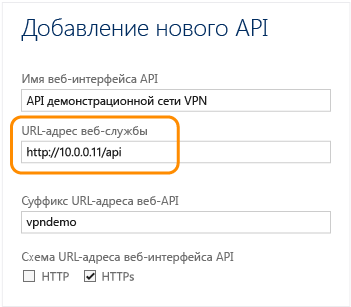 Добавление нового API
Имя веб-интерфейса API
API демонстрационной сети VPN
URL-адрес веб-службы
http://10.0.0.11/api
Суффикс URL-адреса веб-API
vpndemo
Схема URL-адреса веб-интерфейса API
HTTP HTTPs